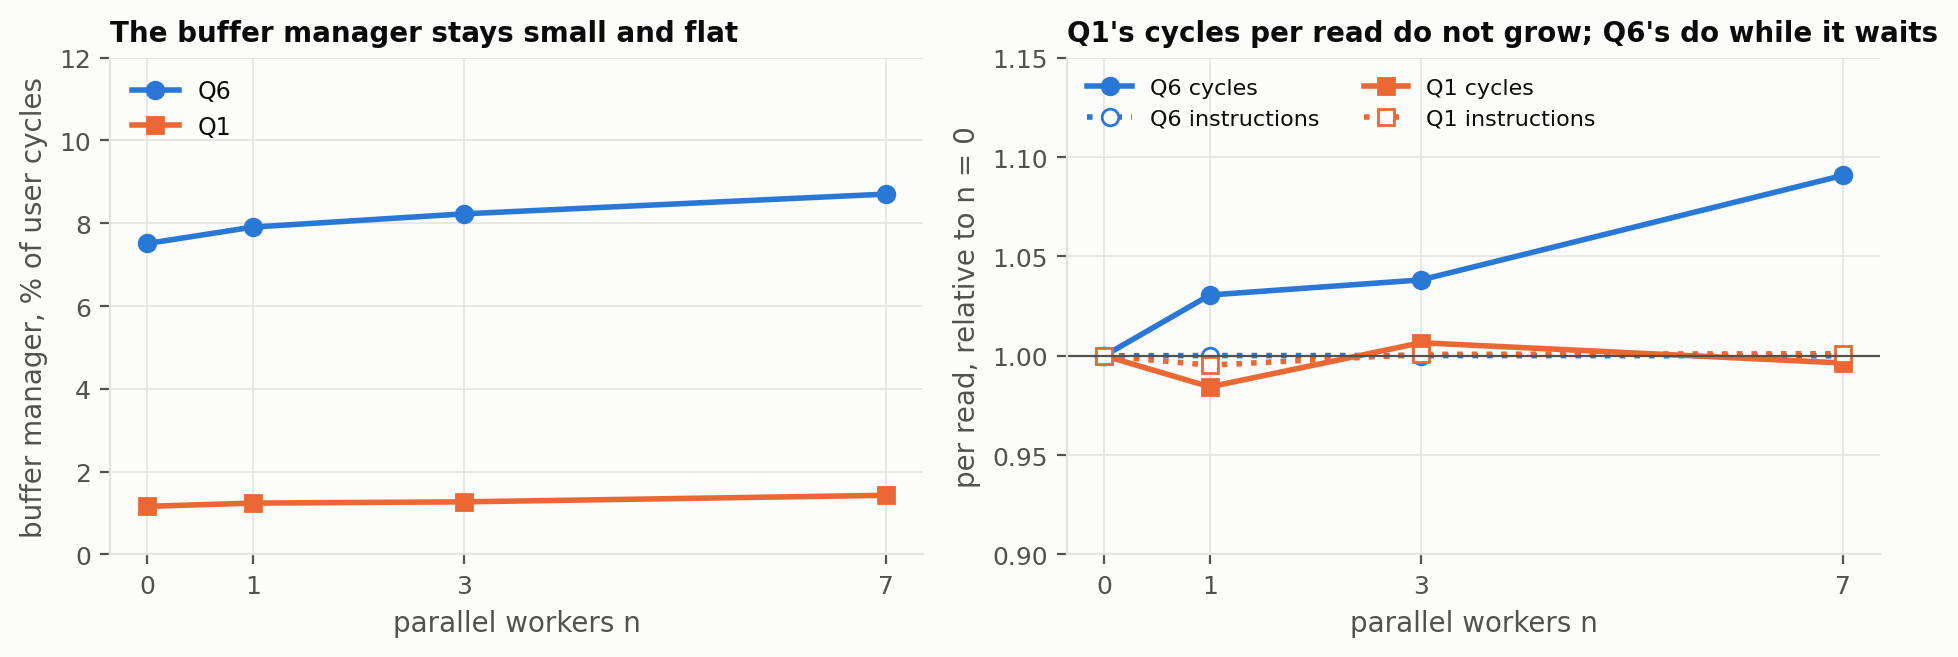 The buffer manager stays small and flat
12
10
8
6
4
2
0
buffer manager, % of user cycles
Q6
Q1
0 1 3 7
parallel workers n
Q1's cycles per read do not grow; Q6's do while it waits
1.15
1.10
1.05
1.00
0.95
0.90
per read, relative to n = 0
Q6 cycles Q1 cycles
Q6 instructions Q1 instructions
0 1 3 7
parallel workers n